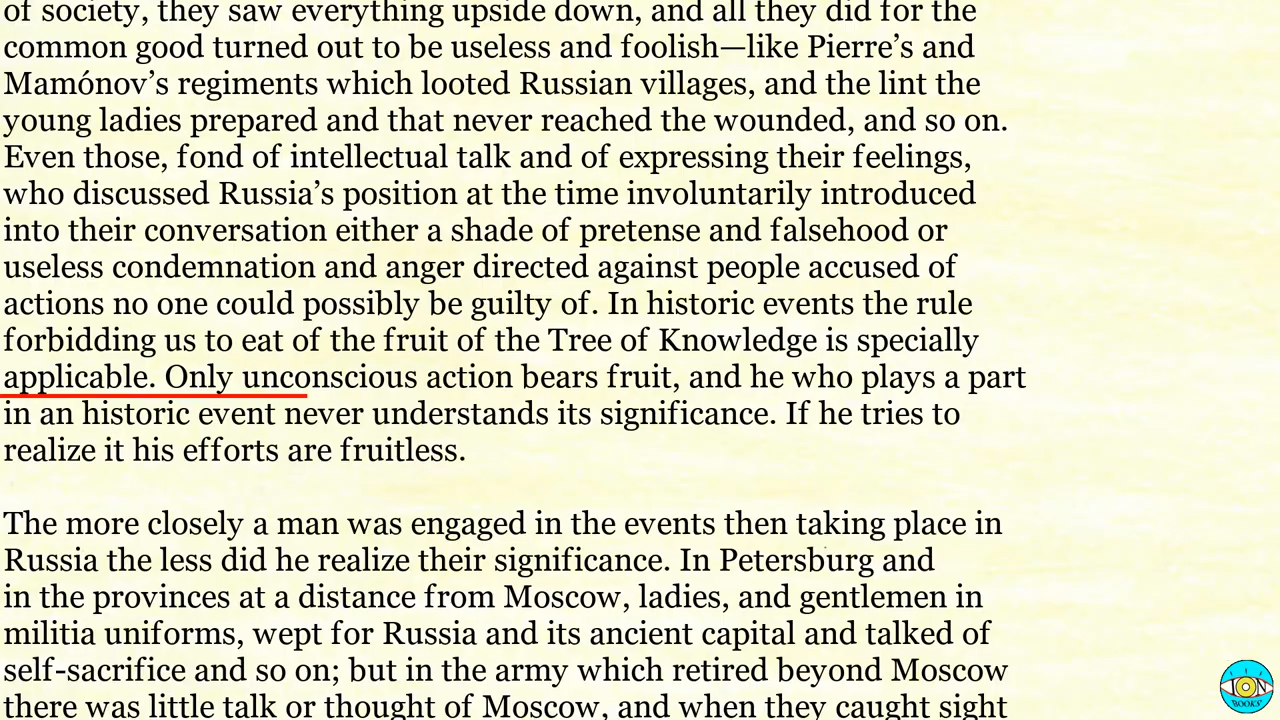 of society, they saw everything upside down, and all they did for the
common good turned out to be useless and foolish—like Pierre’s and
Mamónov’s regiments which looted Russian villages, and the lint the
young ladies prepared and that never reached the wounded, and so on.
Even those, fond of intellectual talk and of expressing their feelings,
who discussed Russia’s position at the time involuntarily introduced
into their conversation either a shade of pretense and falsehood or
useless condemnation and anger directed against people accused of
actions no one could possibly be guilty of. In historic events the rule
forbidding us to eat of the fruit of the Tree of Knowledge is specially
applicable. Only unconscious action bears fruit, and he who plays a part
in an historic event never understands its significance. If he tries to
realize it his efforts are fruitless.
The more closely a man was engaged in the events then taking place in
Russia the less did he realize their significance. In Petersburg and
in the provinces at a distance from Moscow, ladies, and gentlemen in
militia uniforms, wept for Russia and its ancient capital and talked of
self-sacrifice and so on; but in the army which retired beyond Moscow
there was little talk or thought of Moscow, and when they caught sight
ION
BOOKS